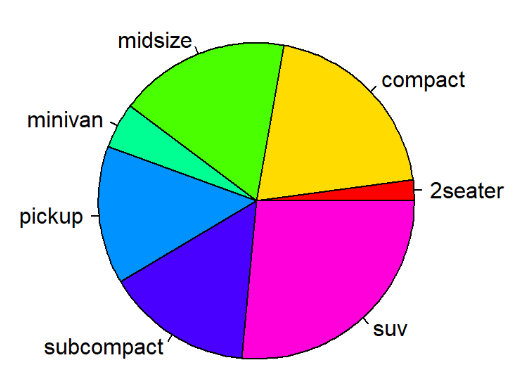 midsize
compact
minivan
2seater
pickup
suv
subcompact